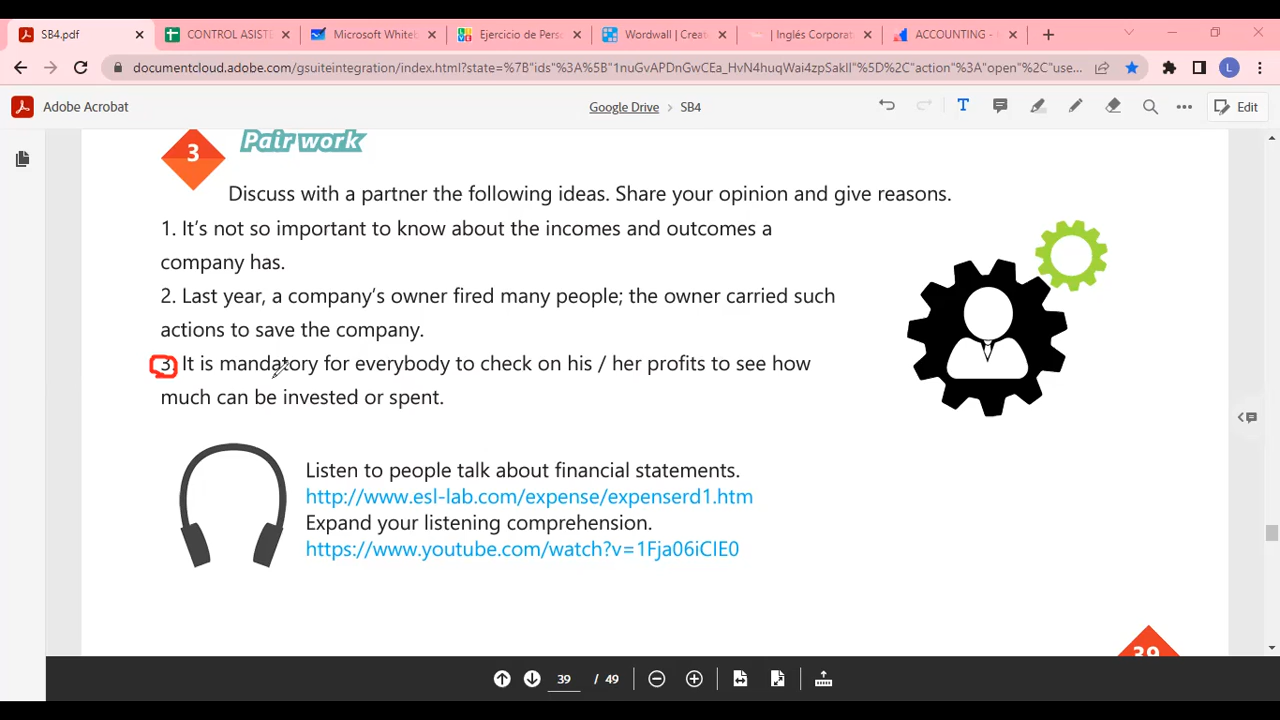 SB4.pdf
CONTROL ASISTE
Microsoft Whiteb
Ejercicio de Pers
Wordwall | Creat
| Inglés Corporat
ACCOUNTING -
documentcloud.adobe.com/gsuiteintegration/index.html?state=%7B"ids"%3A%5B"1nuGvAPDnGwCEa_HvN4huqWai4zpSakII"%5D%2C"action"%3A"open"%2C"use...
L
Adobe Acrobat
Google Drive
SB4
Edit
3
Pair work
Discuss with a partner the following ideas. Share your opinion and give reasons.
1. It's not so important to know about the incomes and outcomes a
company has.
2. Last year, a company's owner fired many people; the owner carried such
actions to save the company.
3. It is mandatory for everybody to check on his / her profits to see how
much can be invested or spent.
Listen to people talk about financial statements.
http://www.esl-lab.com/expense/expenserd1.htm
Expand your listening comprehension.
https://www.youtube.com/watch?v=1Fja06iCIE0
39
39 / 49